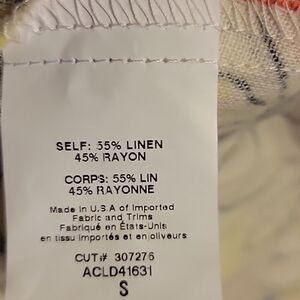 SELF: 55% LINEN
45% RAYON
CORPS: 55% LIN
45% RAYONNE
Made in U.S.A of Imported
Fabric and Trims
Fabriqué en États-Unis
en tissu importés et enjoliveurs
CUT# 307276
ACLD41631
S